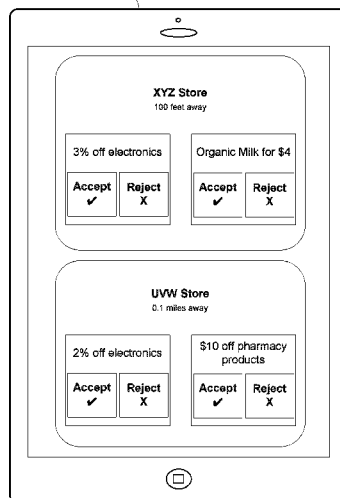 XYZ Store
100 feet away
3% off electronics
Organic Milk for $4
Accept Reject
✔ X
Accept Reject
✔ X
UVW Store
0.1 miles away
2% off electronics
$10 off pharmacy
products
Accept Reject
✔ X
Accept Reject
✔ X